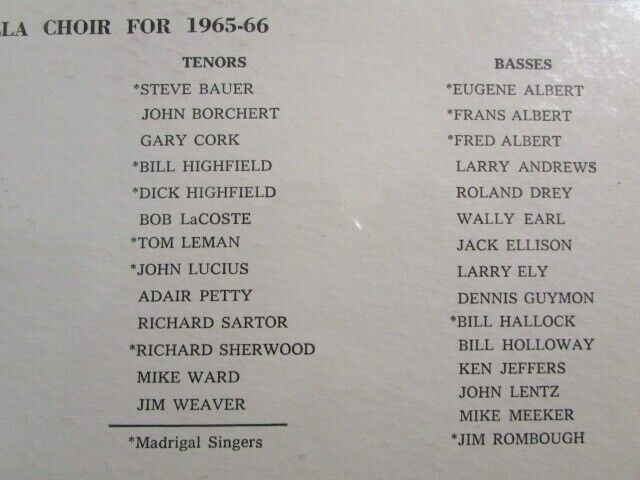 LLA CHOIR FOR 1965-66
TENORS
*STEVE BAUER
JOHN BORCHERT
GARY CORK
*BILL HIGHFIELD
*DICK HIGHFIELD
BOB LaCOSTE
*TOM LEMAN
*JOHN LUCIUS
ADAIR PETTY
RICHARD SARTOR
*RICHARD SHERWOOD
MIKE WARD
JIM WEAVER
*Madrigal Singers
BASSES
*EUGENE ALBERT
*FRANS ALBERT
*FRED ALBERT
LARRY ANDREWS
ROLAND DREY
WALLY EARL
JACK ELLISON
LARRY ELY
DENNIS GUYMON
*BILL HALLOCK
BILL HOLLOWAY
KEN JEFFERS
JOHN LENTZ
MIKE MEEKER
*JIM ROMBOUGH